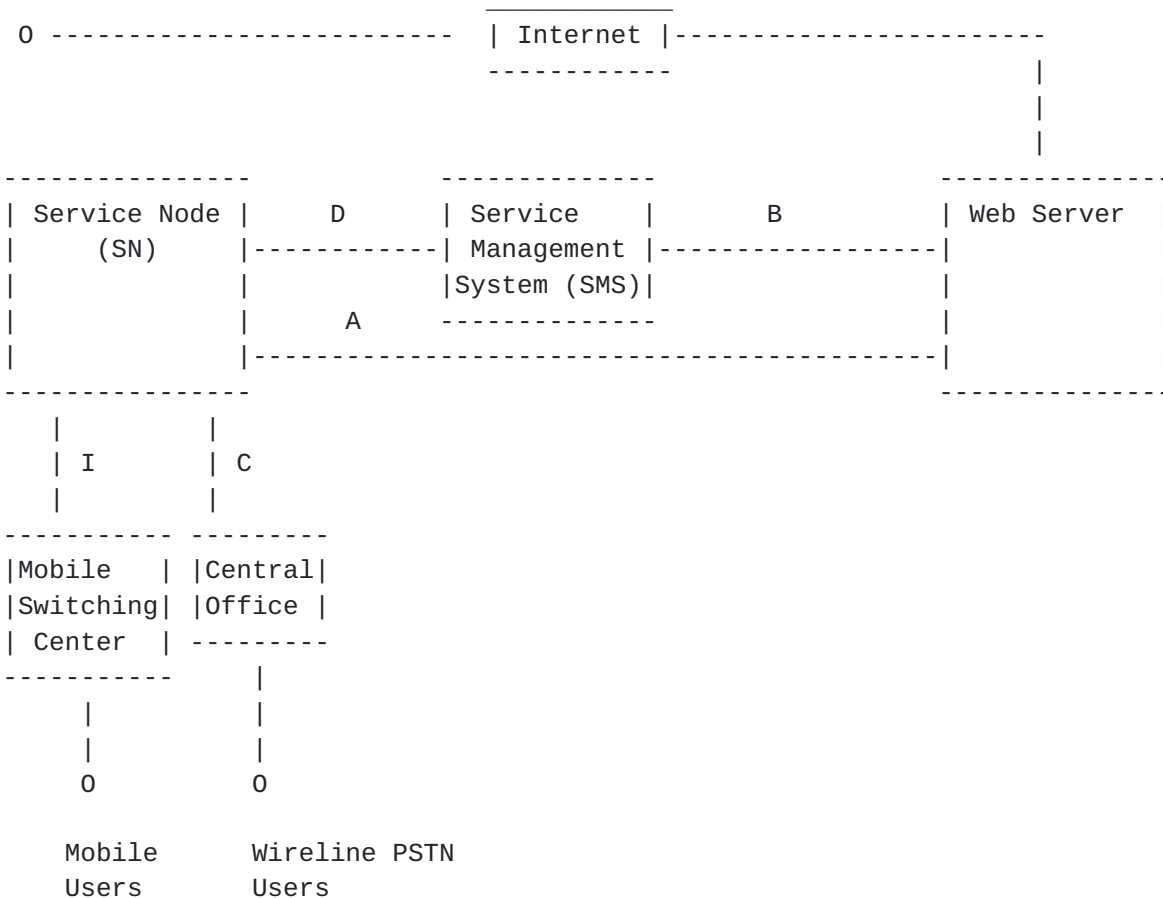 O -------------------------- | Internet |------------------------
------------ |
|
|
---------------- -------------- ---------------
| Service Node | D | Service | B | Web Server
| (SN) |------------| Management |------------------|
| | |System (SMS)| |
| | A -------------- |
| |--------------------------------------------|
---------------- ---------------
| |
| I | C
| |
----------- ---------
|Mobile | |Central|
|Switching| |Office |
| Center | ---------
----------- |
| |
| |
O O
Mobile Wireline PSTN
Users Users